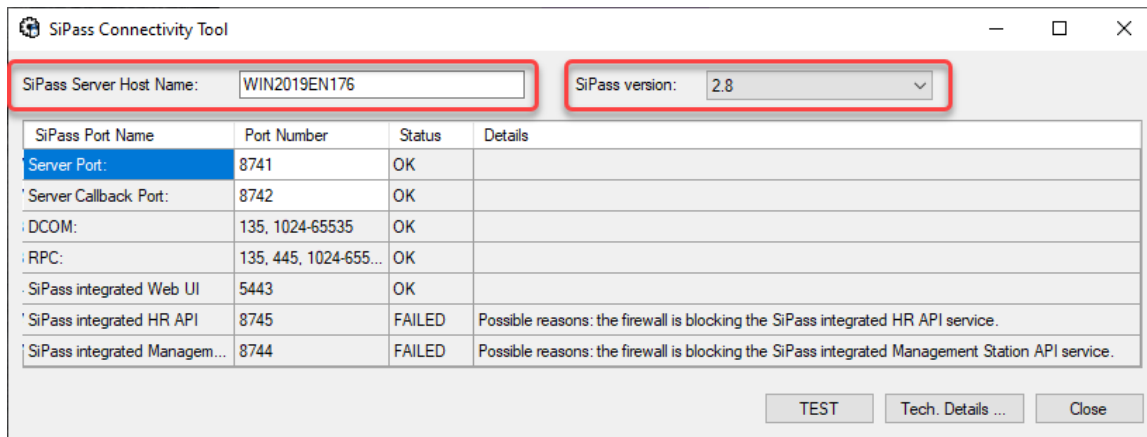 SiPass Connectivity Tool
SiPass Server Host Name: WIN2019EN176 SiPass version: 2.8
SiPass Port Name Port Number Status Details
Server Port: 8741 OK
Server Callback Port: 8742 OK
DCOM: 135, 1024-65535 OK
RPC: 135, 445, 1024-655... OK
SiPass integrated Web UI 5443 OK
SiPass integrated HR API 8745 FAILED Possible reasons: the firewall is blocking the SiPass integrated HR API service.
SiPass integrated Managem... 8744 FAILED Possible reasons: the firewall is blocking the SiPass integrated Management Station API service.
TEST Tech. Details ... Close